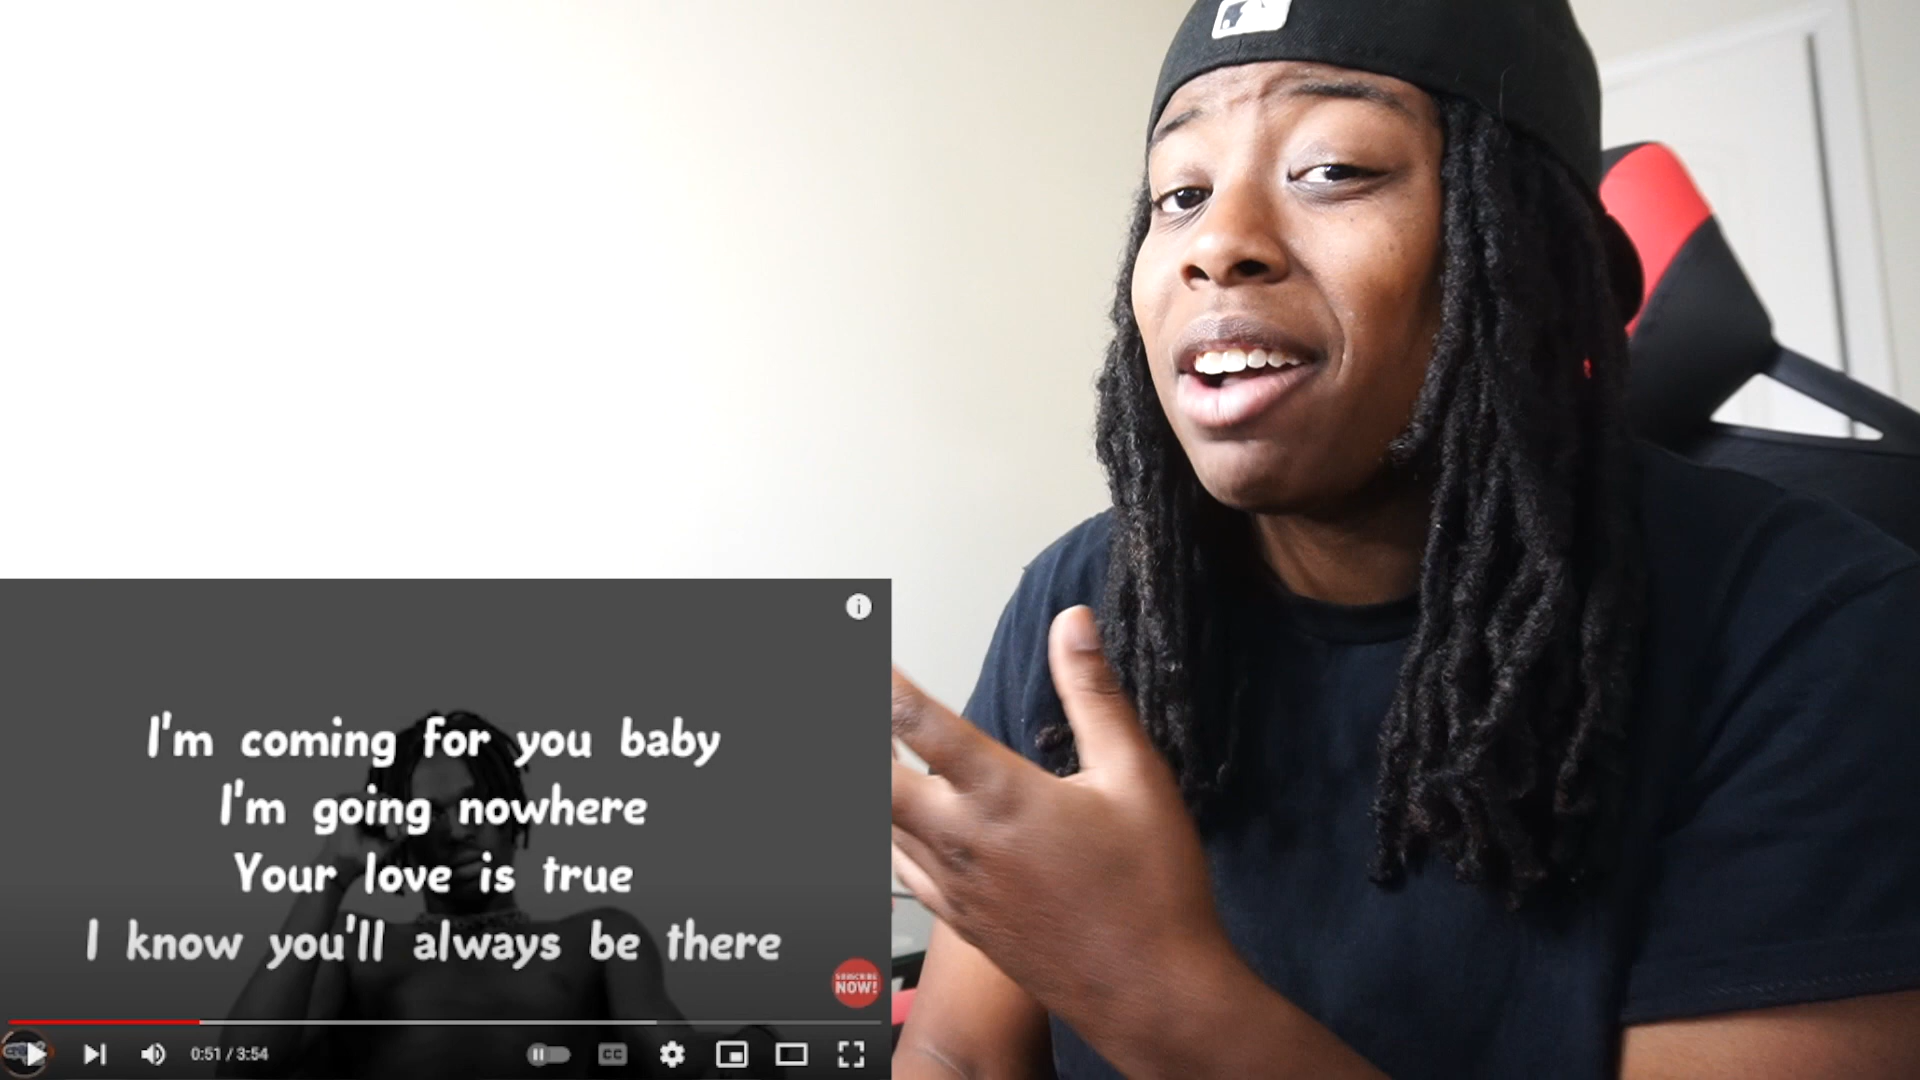 I'm coming for you baby
I'm going nowhere
Your love is true
I know you'll always be there
SUBSCRIBE
NOW!
0:51 / 3:54
CC